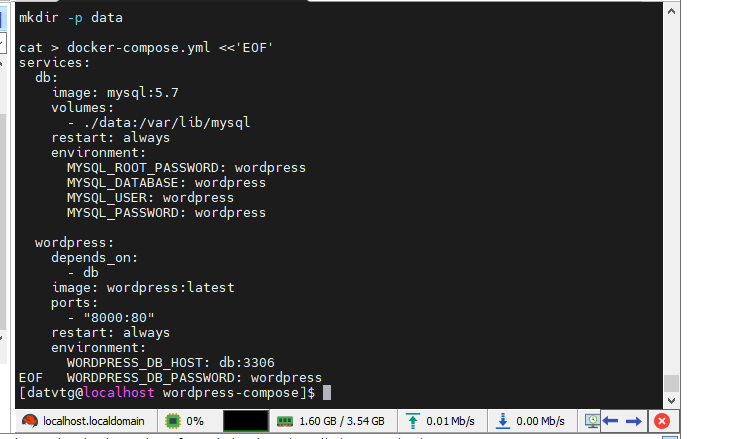 mkdir -p data

cat > docker-compose.yml <<'EOF'
services:
  db:
    image: mysql:5.7
    volumes:
      - ./data:/var/lib/mysql
    restart: always
    environment:
      MYSQL_ROOT_PASSWORD: wordpress
      MYSQL_DATABASE: wordpress
      MYSQL_USER: wordpress
      MYSQL_PASSWORD: wordpress

  wordpress:
    depends_on:
      - db
    image: wordpress:latest
    ports:
      - "8000:80"
    restart: always
    environment:
      WORDPRESS_DB_HOST: db:3306
EOF   WORDPRESS_DB_PASSWORD: wordpress
[datvtg@localhost wordpress-compose]$
localhost.localdomain 0% 1.60 GB / 3.54 GB 0.01 Mb/s 0.00 Mb/s